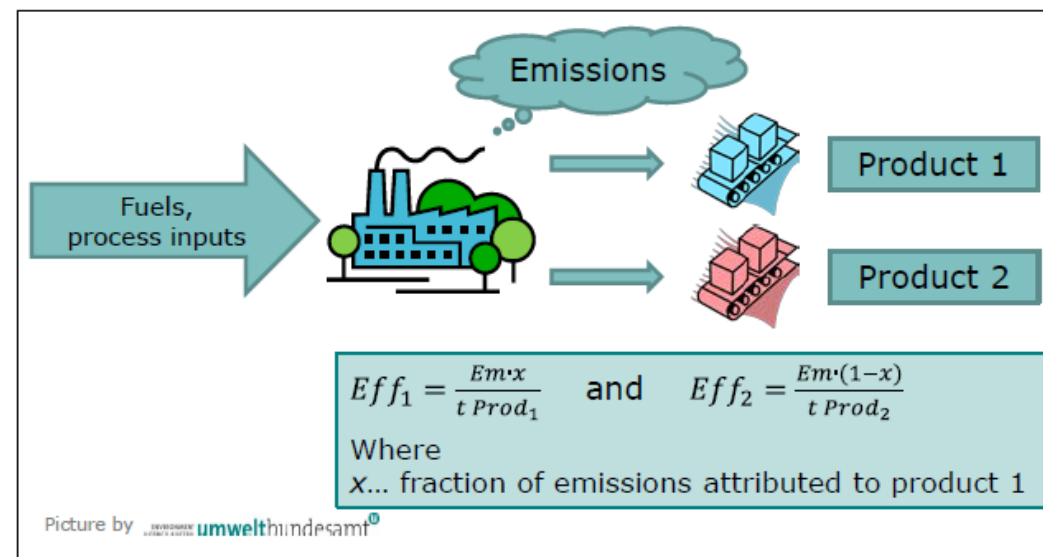 Emissions
Fuels,
process inputs
Product 1
Product 2
Eff₁ = Em·x / t Prod₁ and Eff₂ = Em·(1−x) / t Prod₂
Where
x... fraction of emissions attributed to product 1
Picture by umweltbundesamt